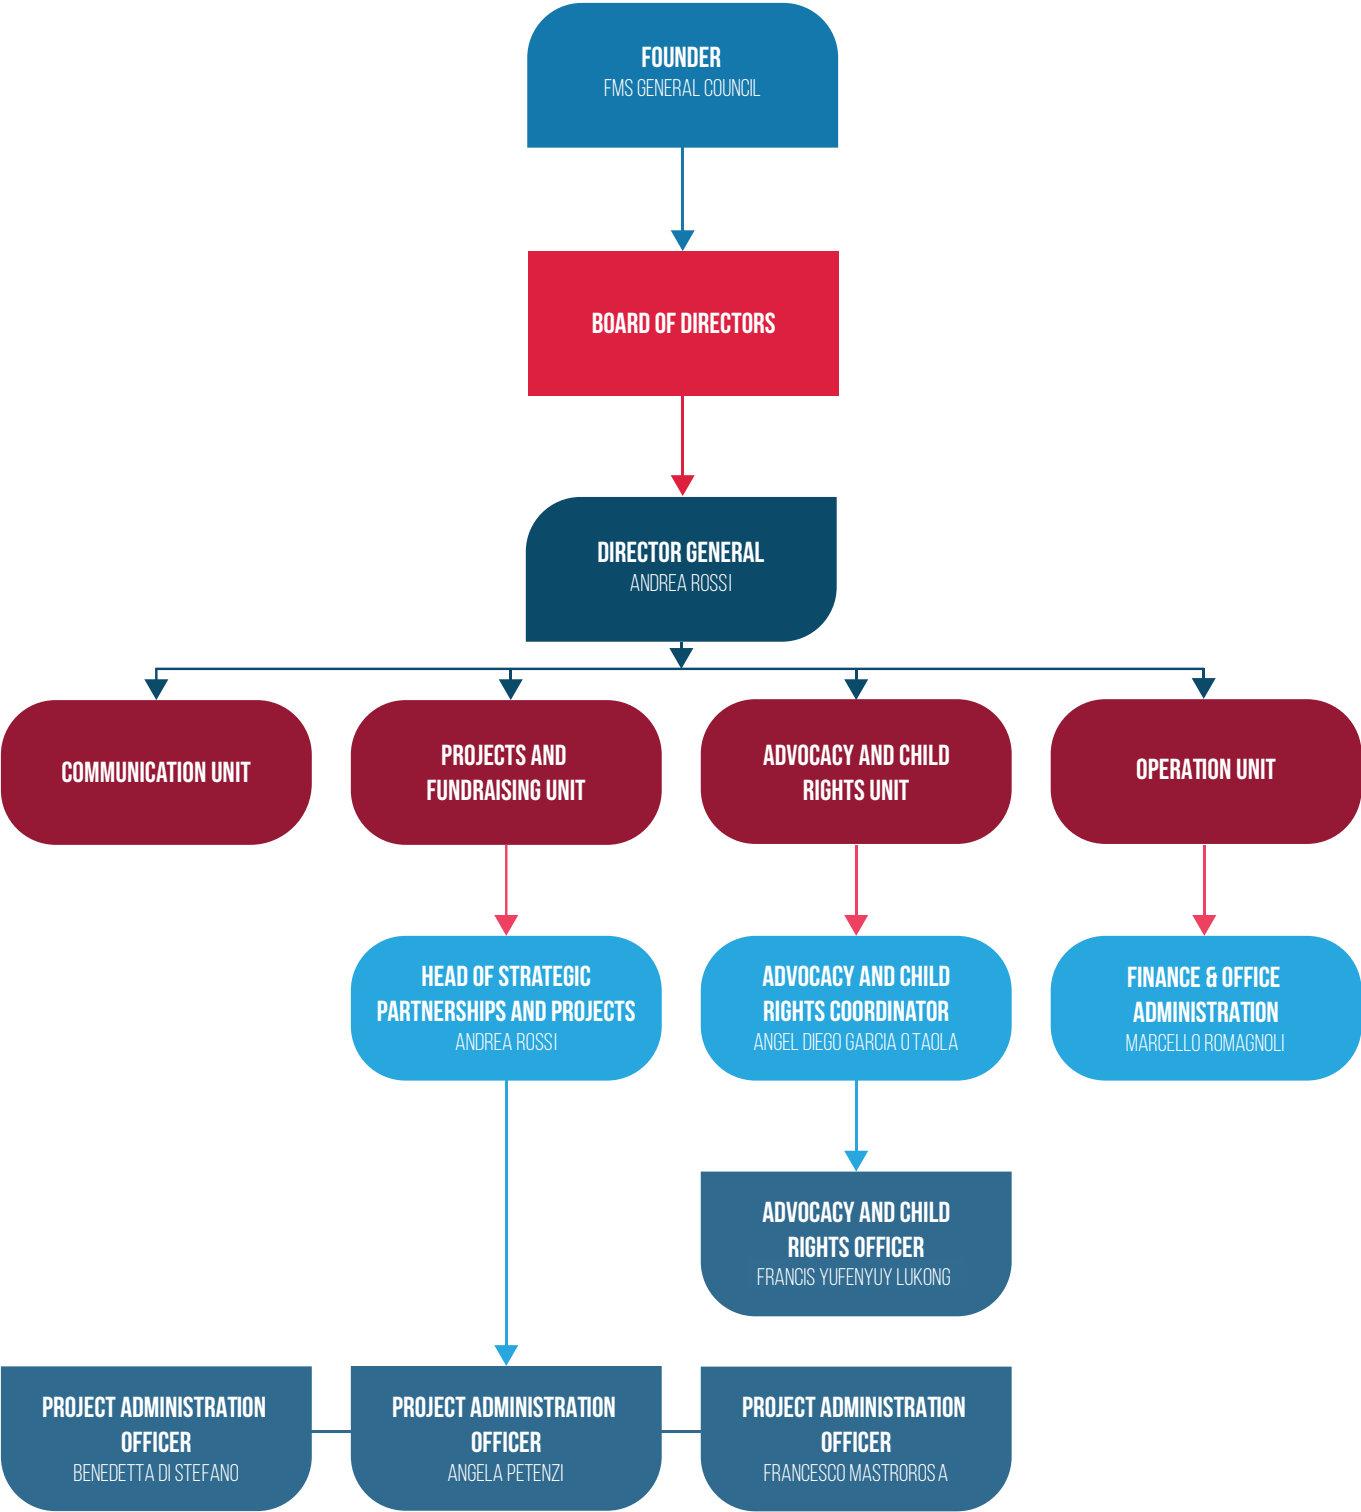 FOUNDER
FMS GENERAL COUNCIL
BOARD OF DIRECTORS
DIRECTOR GENERAL
ANDREA ROSSI
COMMUNICATION UNIT
PROJECTS AND
FUNDRAISING UNIT
ADVOCACY AND CHILD
RIGHTS UNIT
OPERATION UNIT
HEAD OF STRATEGIC
PARTNERSHIPS AND PROJECTS
ANDREA ROSSI
ADVOCACY AND CHILD
RIGHTS COORDINATOR
ANGEL DIEGO GARCIA OTAOLA
FINANCE & OFFICE
ADMINISTRATION
MARCELLO ROMAGNOLI
ADVOCACY AND CHILD
RIGHTS OFFICER
FRANCIS YUFENYUY LUKONG
PROJECT ADMINISTRATION
OFFICER
BENEDETTA DI STEFANO
PROJECT ADMINISTRATION
OFFICER
ANGELA PETENZI
PROJECT ADMINISTRATION
OFFICER
FRANCESCO MASTROROSA